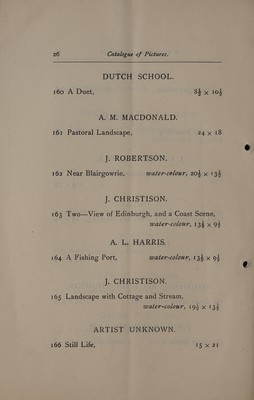 26 Catalogue of Pictures.
DUTCH SCHOOL.
160 A Duet, 8½ × 10½
A. M. MACDONALD.
161 Pastoral Landscape, 24 × 18
J. ROBERTSON.
162 Near Blairgowrie, water-colour, 20½ × 13½
J. CHRISTISON.
163 Two—View of Edinburgh, and a Coast Scene,
water-colour, 13½ × 9½
A. L. HARRIS.
164 A Fishing Port, water-colour, 13½ × 9½
J. CHRISTISON.
165 Landscape with Cottage and Stream,
water-colour, 19½ × 13½
ARTIST UNKNOWN.
166 Still Life, 15 × 21